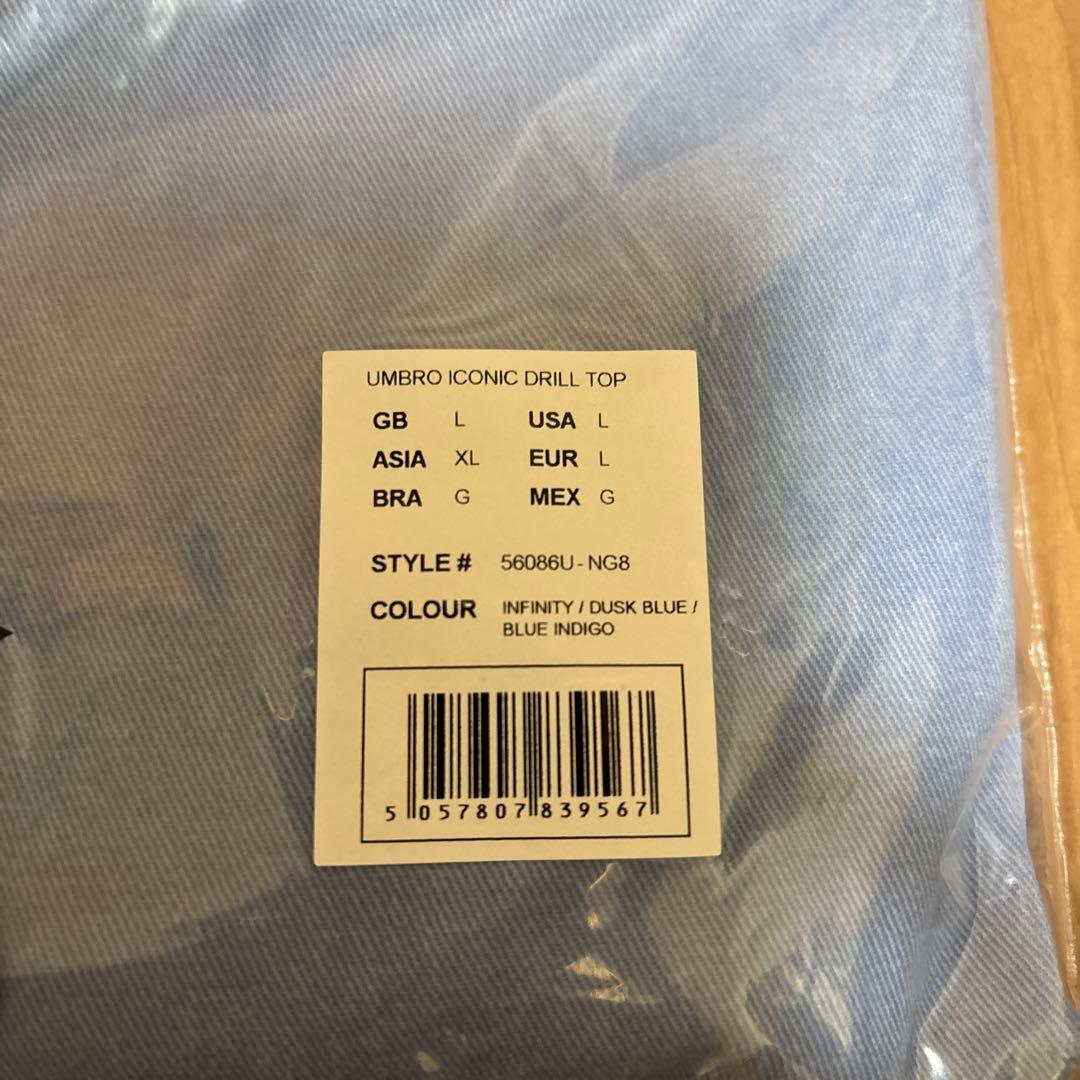 UMBRO ICONIC DRILL TOP
GB L USA L
ASIA XL EUR L
BRA G MEX G
STYLE # 56086U - NG8
COLOUR INFINITY / DUSK BLUE /
BLUE INDIGO
5 057807 839567